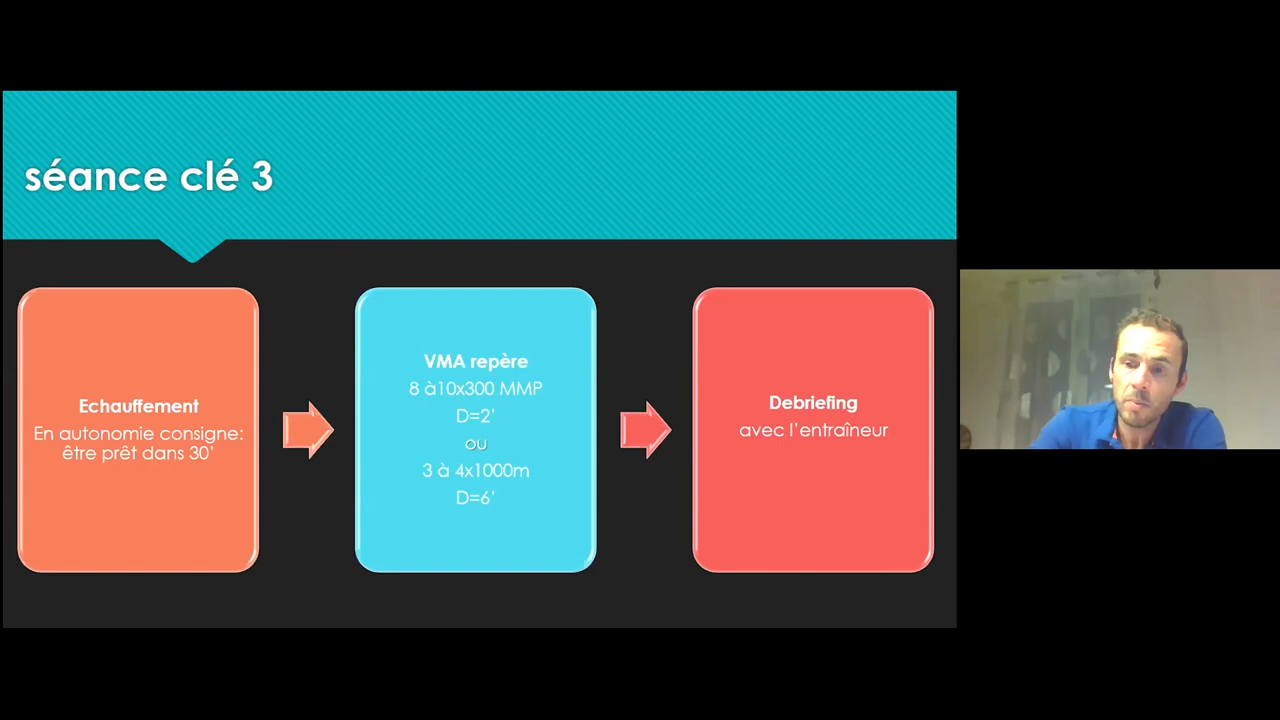 séance clé 3
Echauffement
En autonomie consigne:
être prêt dans 30'
VMA repère
8 à10x300 MMP
D=2'
ou
3 à 4x1000m
D=6'
Debriefing
avec l'entraîneur